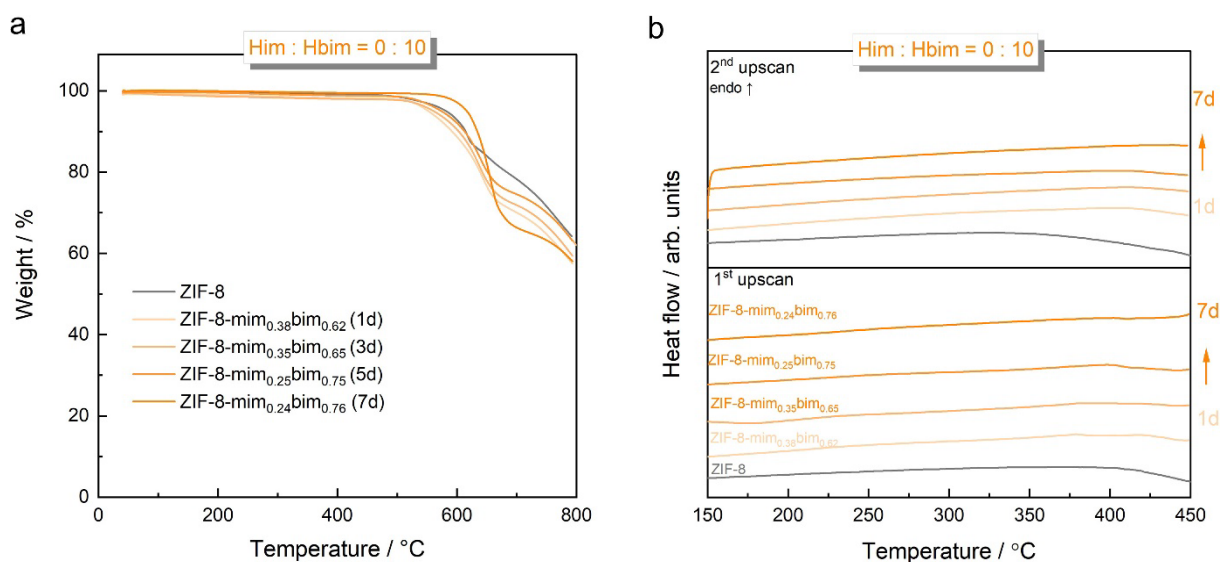 a
Him : Hbim = 0 : 10
100
80
60
40
20
0
Weight / %
ZIF-8
ZIF-8-mim0.38bim0.62 (1d)
ZIF-8-mim0.35bim0.65 (3d)
ZIF-8-mim0.25bim0.75 (5d)
ZIF-8-mim0.24bim0.76 (7d)
0 200 400 600 800
Temperature / °C
b
Him : Hbim = 0 : 10
2nd upscan
endo ↑
7d
1d
Heat flow / arb. units
1st upscan
ZIF-8-mim0.24bim0.76
7d
ZIF-8-mim0.25bim0.75
ZIF-8-mim0.35bim0.65
1d
ZIF-8-mim0.38bim0.62
ZIF-8
150 200 250 300 350 400 450
Temperature / °C